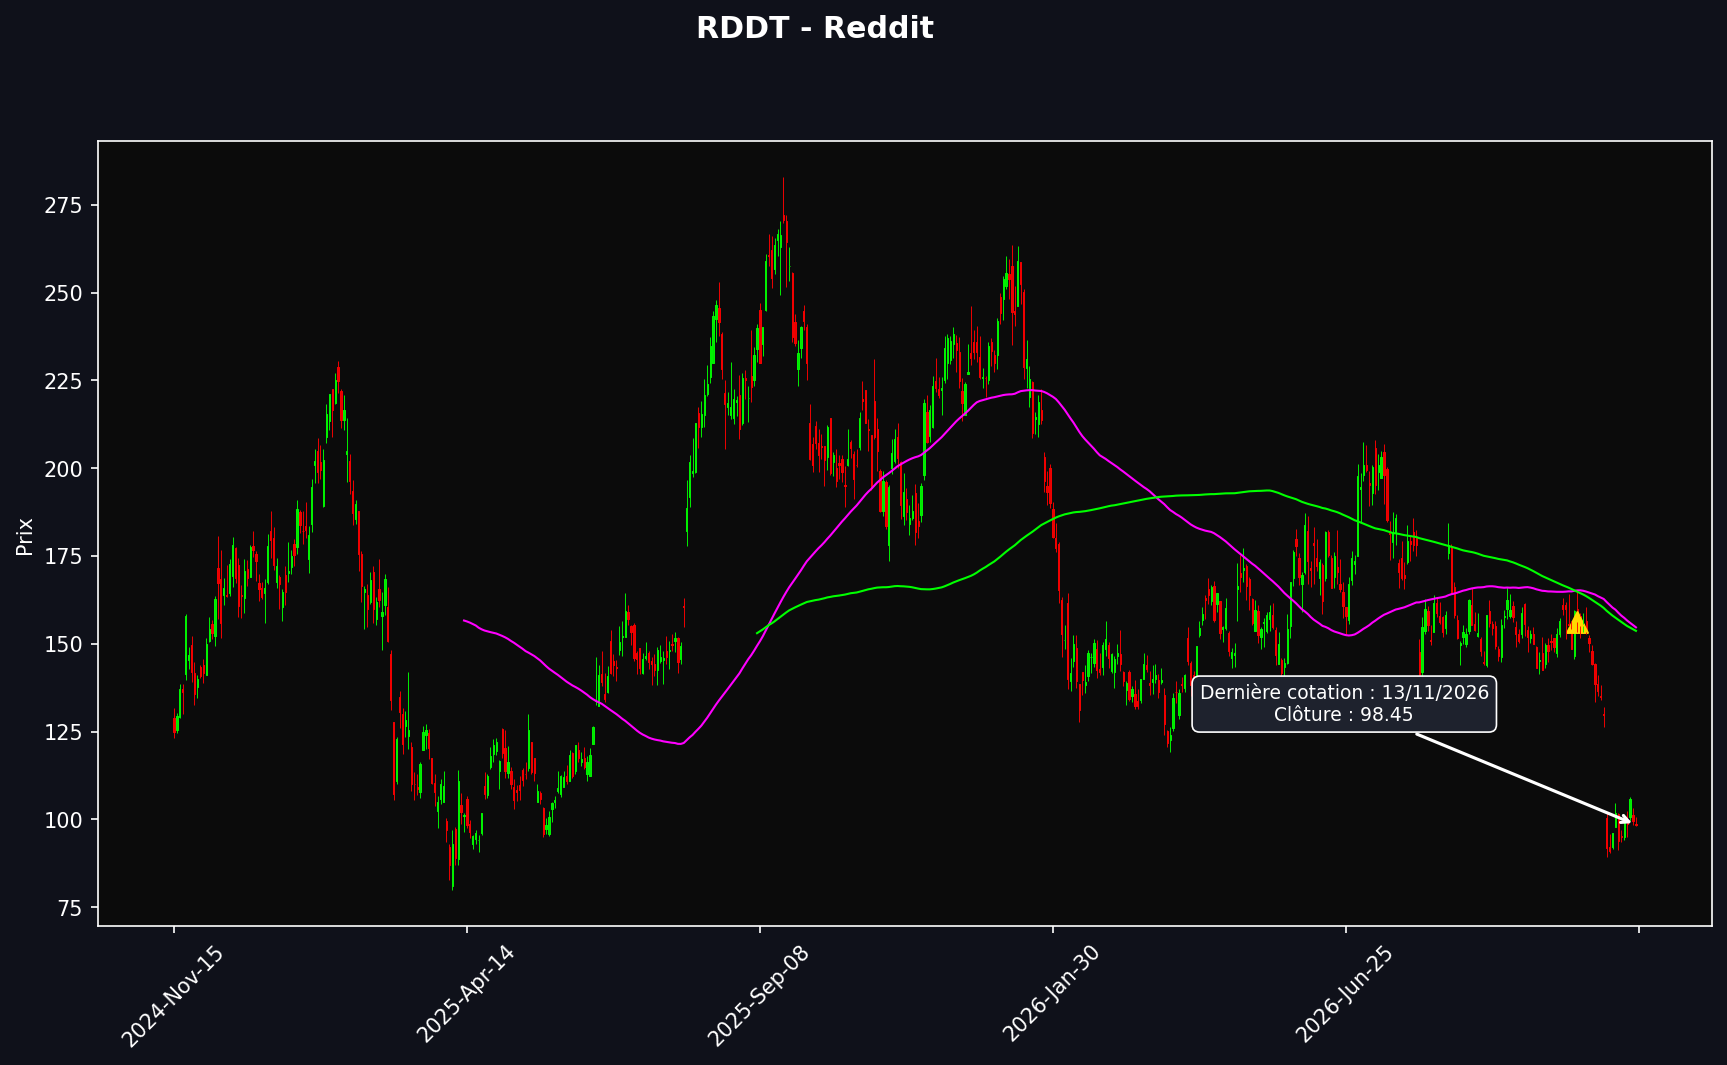 RDDT - Reddit
Prix
275
250
225
200
175
150
125
100
75
Dernière cotation : 13/11/2026
Clôture : 98.45
2024-Nov-15
2025-Apr-14
2025-Sep-08
2026-Jan-30
2026-Jun-25